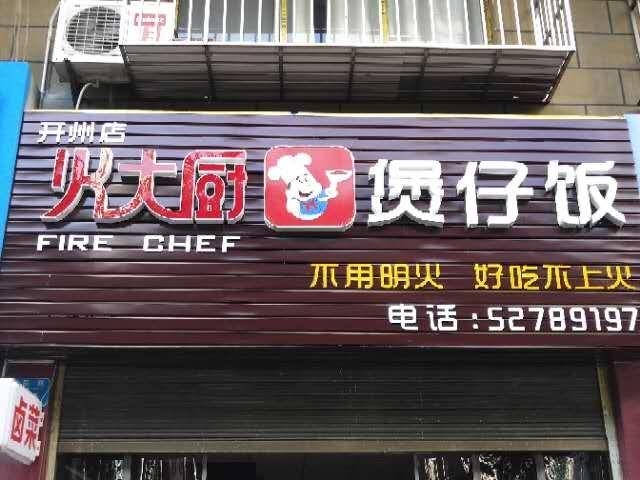 开州店
火大厨 煲仔饭
FIRE CHEF
不用明火 好吃不上火
电话:52789197
卤菜